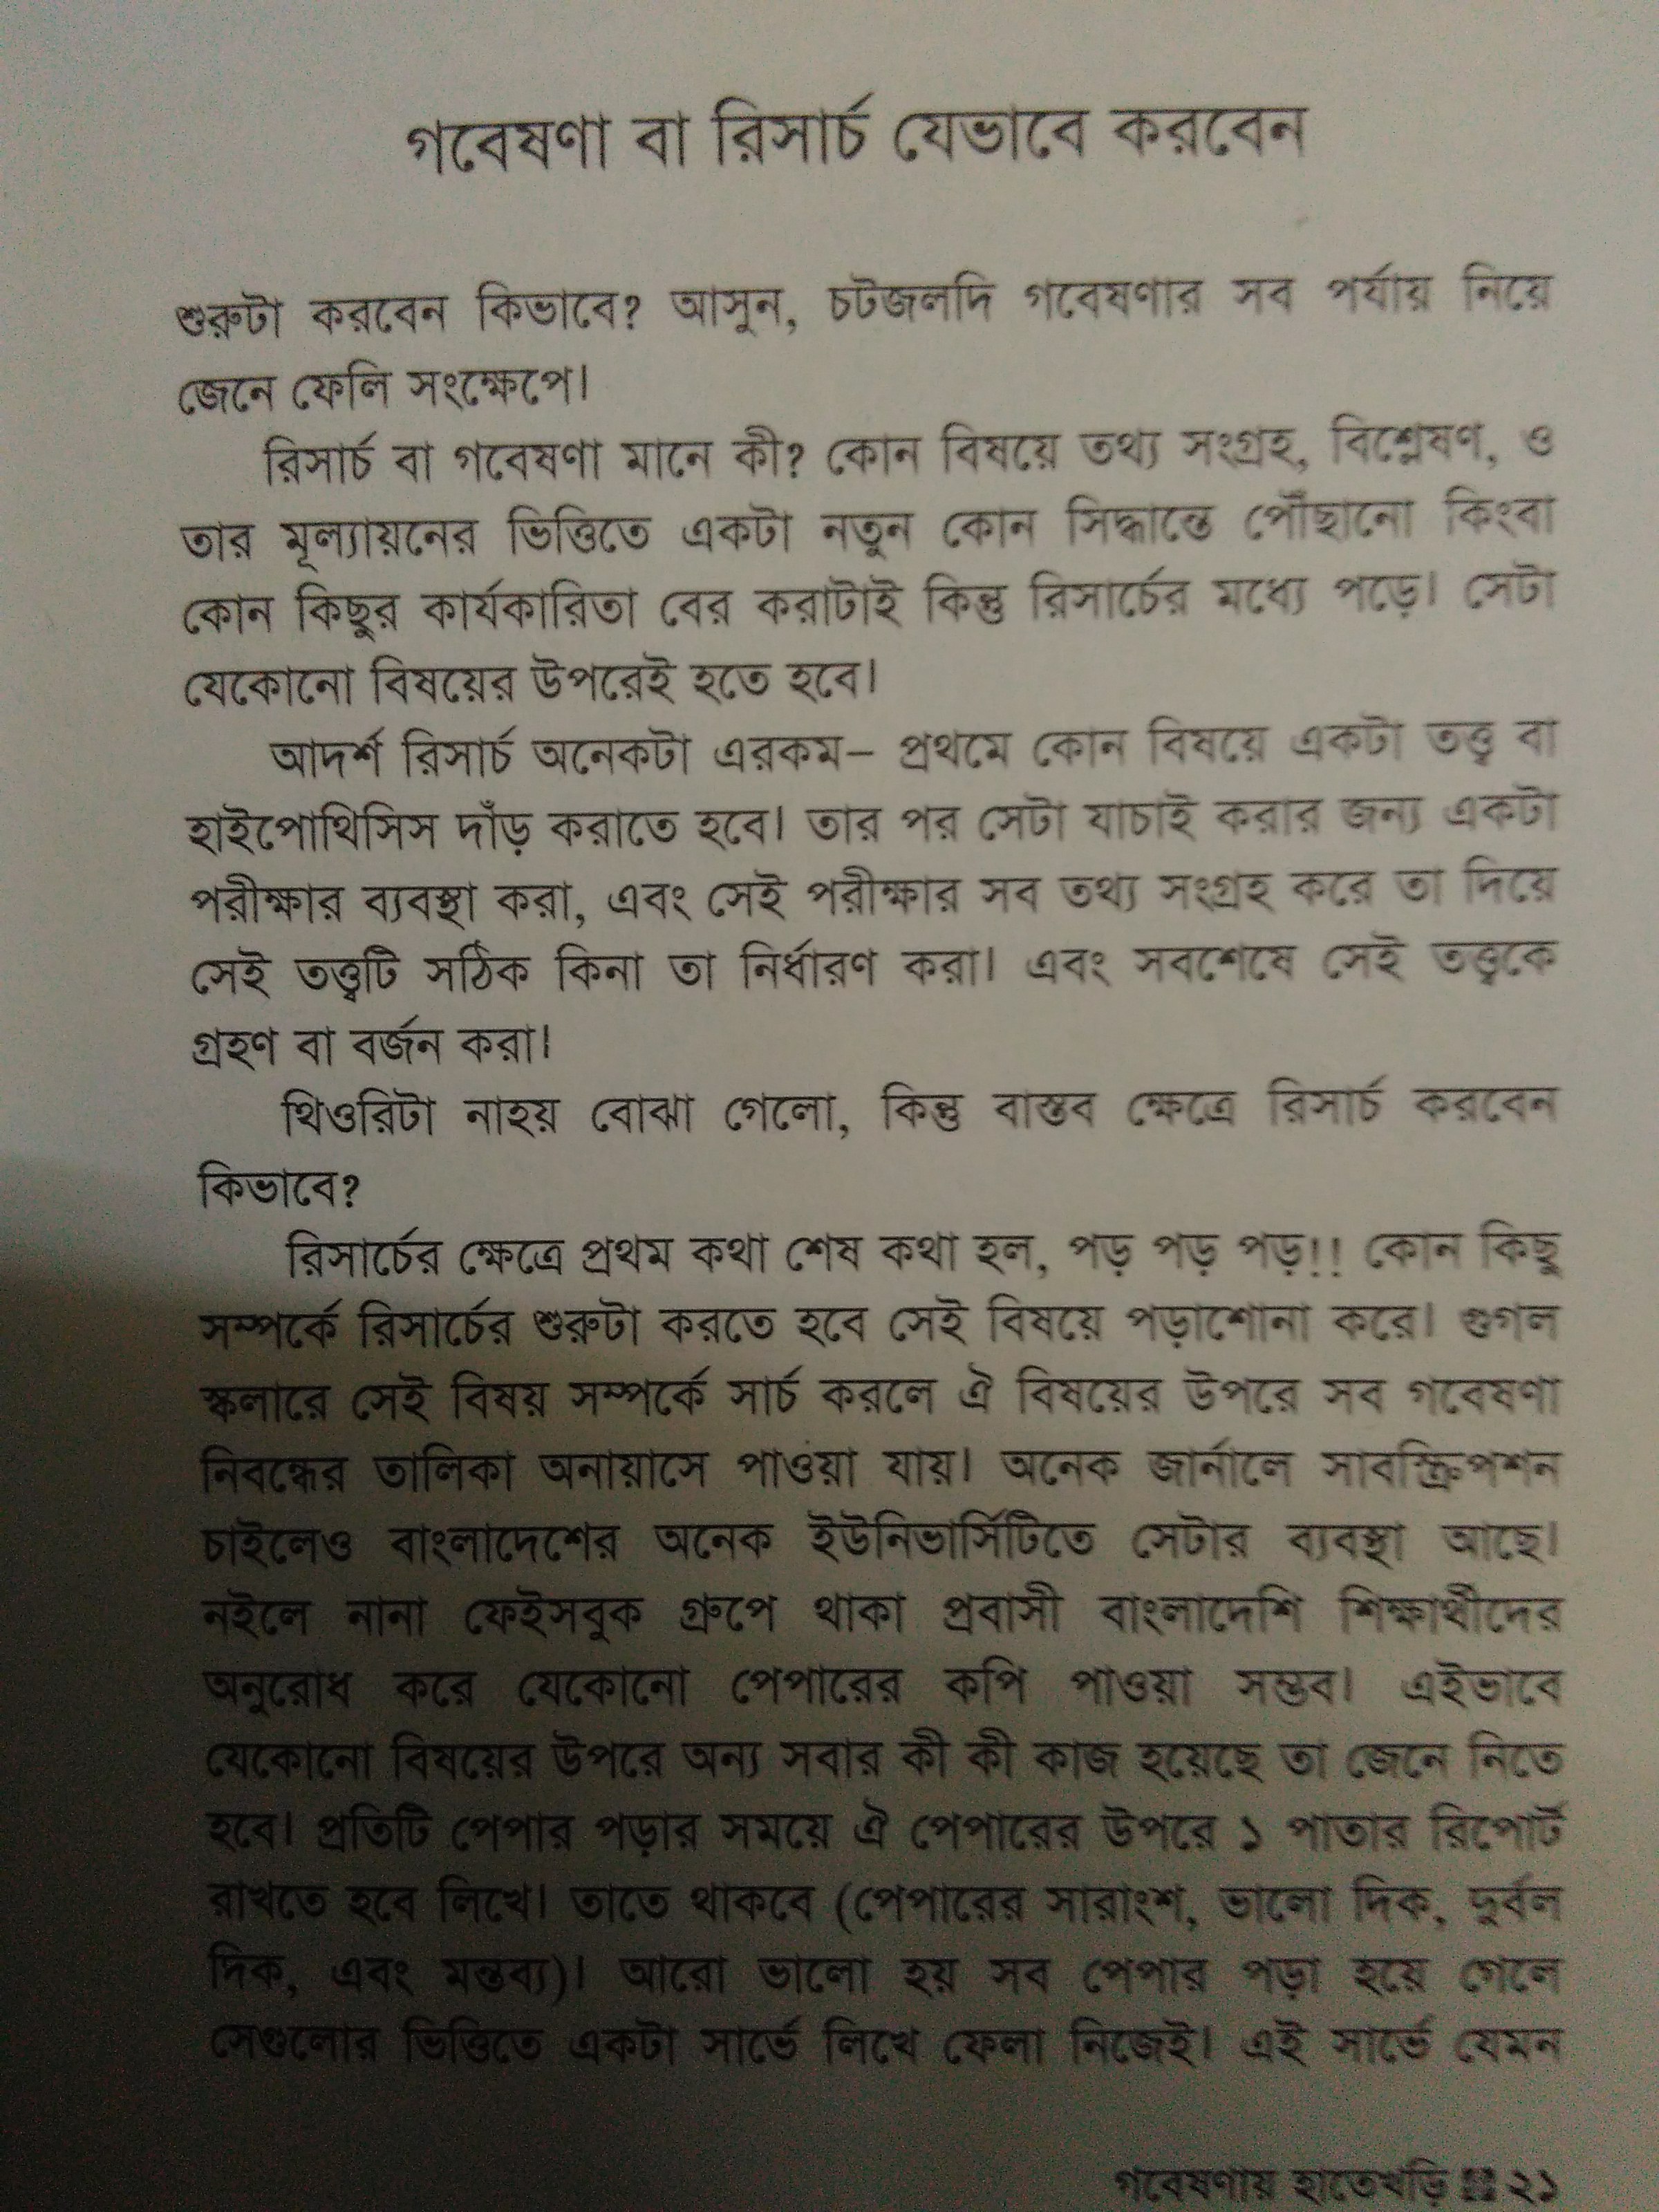 গবেষণা বা রিসার্চ যেভাবে করবেন
শুরুটা করবেন কিভাবে? আসুন, চটজলদি গবেষণার সব পর্যায় নিয়ে
জেনে ফেলি সংক্ষেপে।
রিসার্চ বা গবেষণা মানে কী? কোন বিষয়ে তথ্য সংগ্রহ, বিশ্লেষণ, ও
তার মূল্যায়নের ভিত্তিতে একটা নতুন কোন সিদ্ধান্তে পৌঁছানো কিংবা
কোন কিছুর কার্যকারিতা বের করাটাই কিন্তু রিসার্চের মধ্যে পড়ে। সেটা
যেকোনো বিষয়ের উপরেই হতে হবে।
আদর্শ রিসার্চ অনেকটা এরকম– প্রথমে কোন বিষয়ে একটা তত্ত্ব বা
হাইপোথিসিস দাঁড় করাতে হবে। তার পর সেটা যাচাই করার জন্য একটা
পরীক্ষার ব্যবস্থা করা, এবং সেই পরীক্ষার সব তথ্য সংগ্রহ করে তা দিয়ে
সেই তত্ত্বটি সঠিক কিনা তা নির্ধারণ করা। এবং সবশেষে সেই তত্ত্বকে
গ্রহণ বা বর্জন করা।
থিওরিটা নাহয় বোঝা গেলো, কিন্তু বাস্তব ক্ষেত্রে রিসার্চ করবেন
কিভাবে?
রিসার্চের ক্ষেত্রে প্রথম কথা শেষ কথা হল, পড় পড় পড়!! কোন কিছু
সম্পর্কে রিসার্চের শুরুটা করতে হবে সেই বিষয়ে পড়াশোনা করে। গুগল
স্কলারে সেই বিষয় সম্পর্কে সার্চ করলে ঐ বিষয়ের উপরে সব গবেষণা
নিবন্ধের তালিকা অনায়াসে পাওয়া যায়। অনেক জার্নালে সাবস্ক্রিপশন
চাইলেও বাংলাদেশের অনেক ইউনিভার্সিটিতে সেটার ব্যবস্থা আছে।
নইলে নানা ফেইসবুক গ্রুপে থাকা প্রবাসী বাংলাদেশি শিক্ষার্থীদের
অনুরোধ করে যেকোনো পেপারের কপি পাওয়া সম্ভব। এইভাবে
যেকোনো বিষয়ের উপরে অন্য সবার কী কী কাজ হয়েছে তা জেনে নিতে
হবে। প্রতিটি পেপার পড়ার সময়ে ঐ পেপারের উপরে ১ পাতার রিপোর্ট
রাখতে হবে লিখে। তাতে থাকবে (পেপারের সারাংশ, ভালো দিক, দুর্বল
দিক, এবং মন্তব্য)। আরো ভালো হয় সব পেপার পড়া হয়ে গেলে
সেগুলোর ভিত্তিতে একটা সার্ভে লিখে ফেলা নিজেই। এই সার্ভে যেমন
গবেষণায় হাতেখড়ি ২১